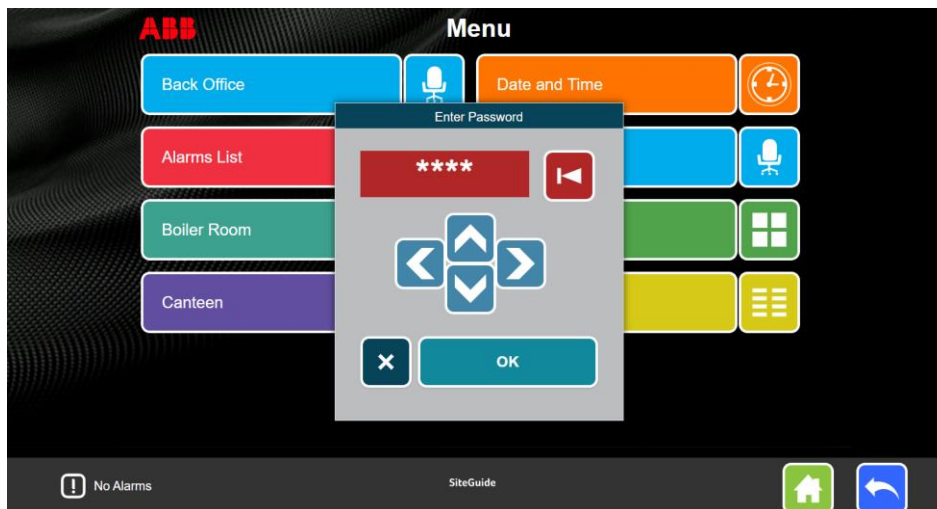 ABB
Menu
Back Office
Date and Time
Enter Password
Alarms List
****
Boiler Room
Canteen
OK
No Alarms
SiteGuide